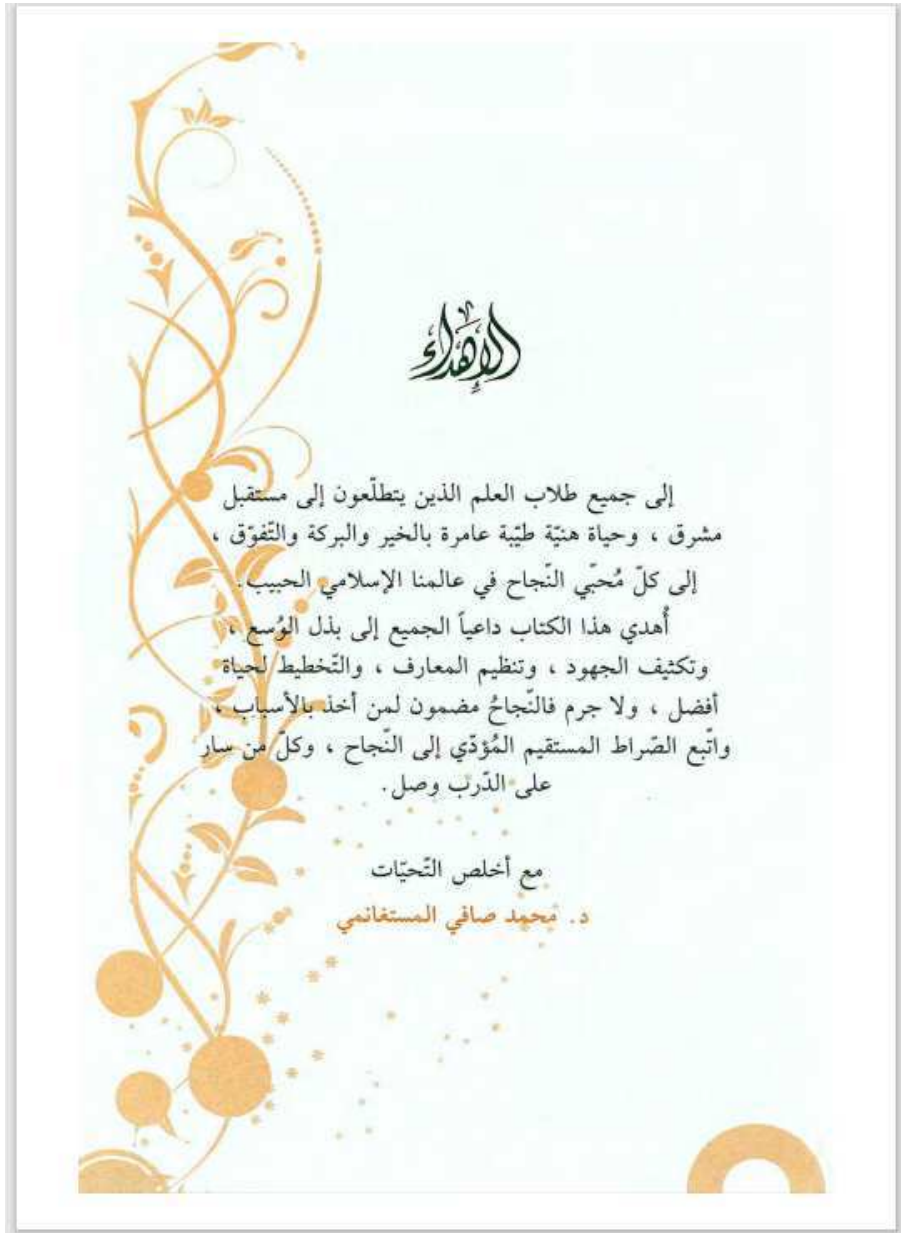 الإهداء
إلى جميع طلاب العلم الذين يتطلّعون إلى مستقبل
مشرق ، وحياة هنيّة طيّبة عامرة بالخير والبركة والتّفوّق ،
إلى كلّ مُحبّي النّجاح في عالمنا الإسلامي الحبيب.
أُهدي هذا الكتاب داعياً الجميع إلى بذل الوُسع ،
وتكثيف الجهود ، وتنظيم المعارف ، والتّخطيط لحياة
أفضل ، ولا جرم فالنّجاحُ مضمون لمن أخذ بالأسباب ،
واتّبع الصّراط المستقيم المُؤدّي إلى النّجاح ، وكلّ من سار
على الدّرب وصل.
مع أخلص التّحيّات
د. محمد صافي المستغانمي